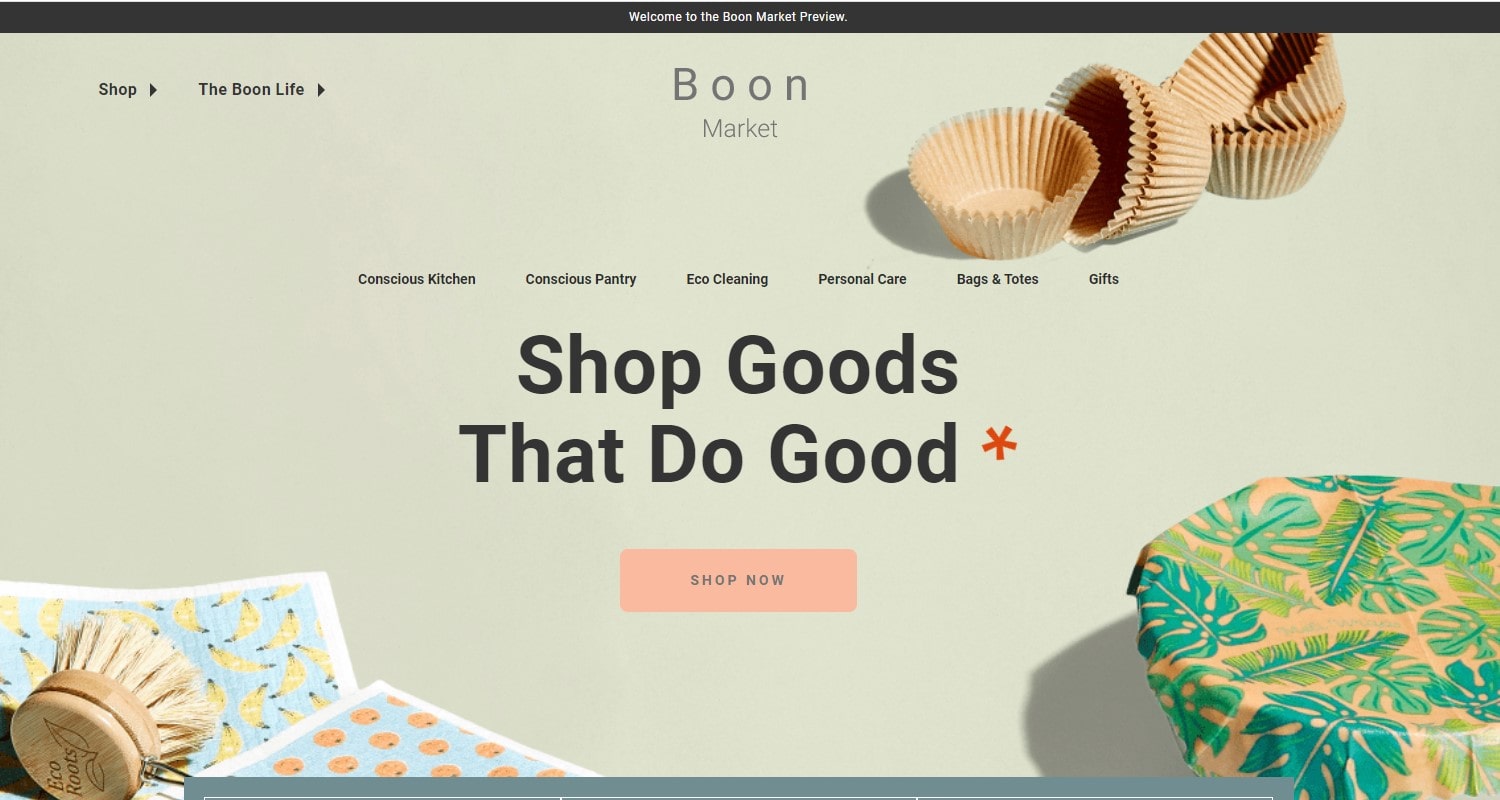 Welcome to the Boon Market Preview.
Shop
The Boon Life
Boon
Market
Conscious Kitchen
Conscious Pantry
Eco Cleaning
Personal Care
Bags & Totes
Gifts
Shop Goods
That Do Good *
SHOP NOW
Eco
Roots